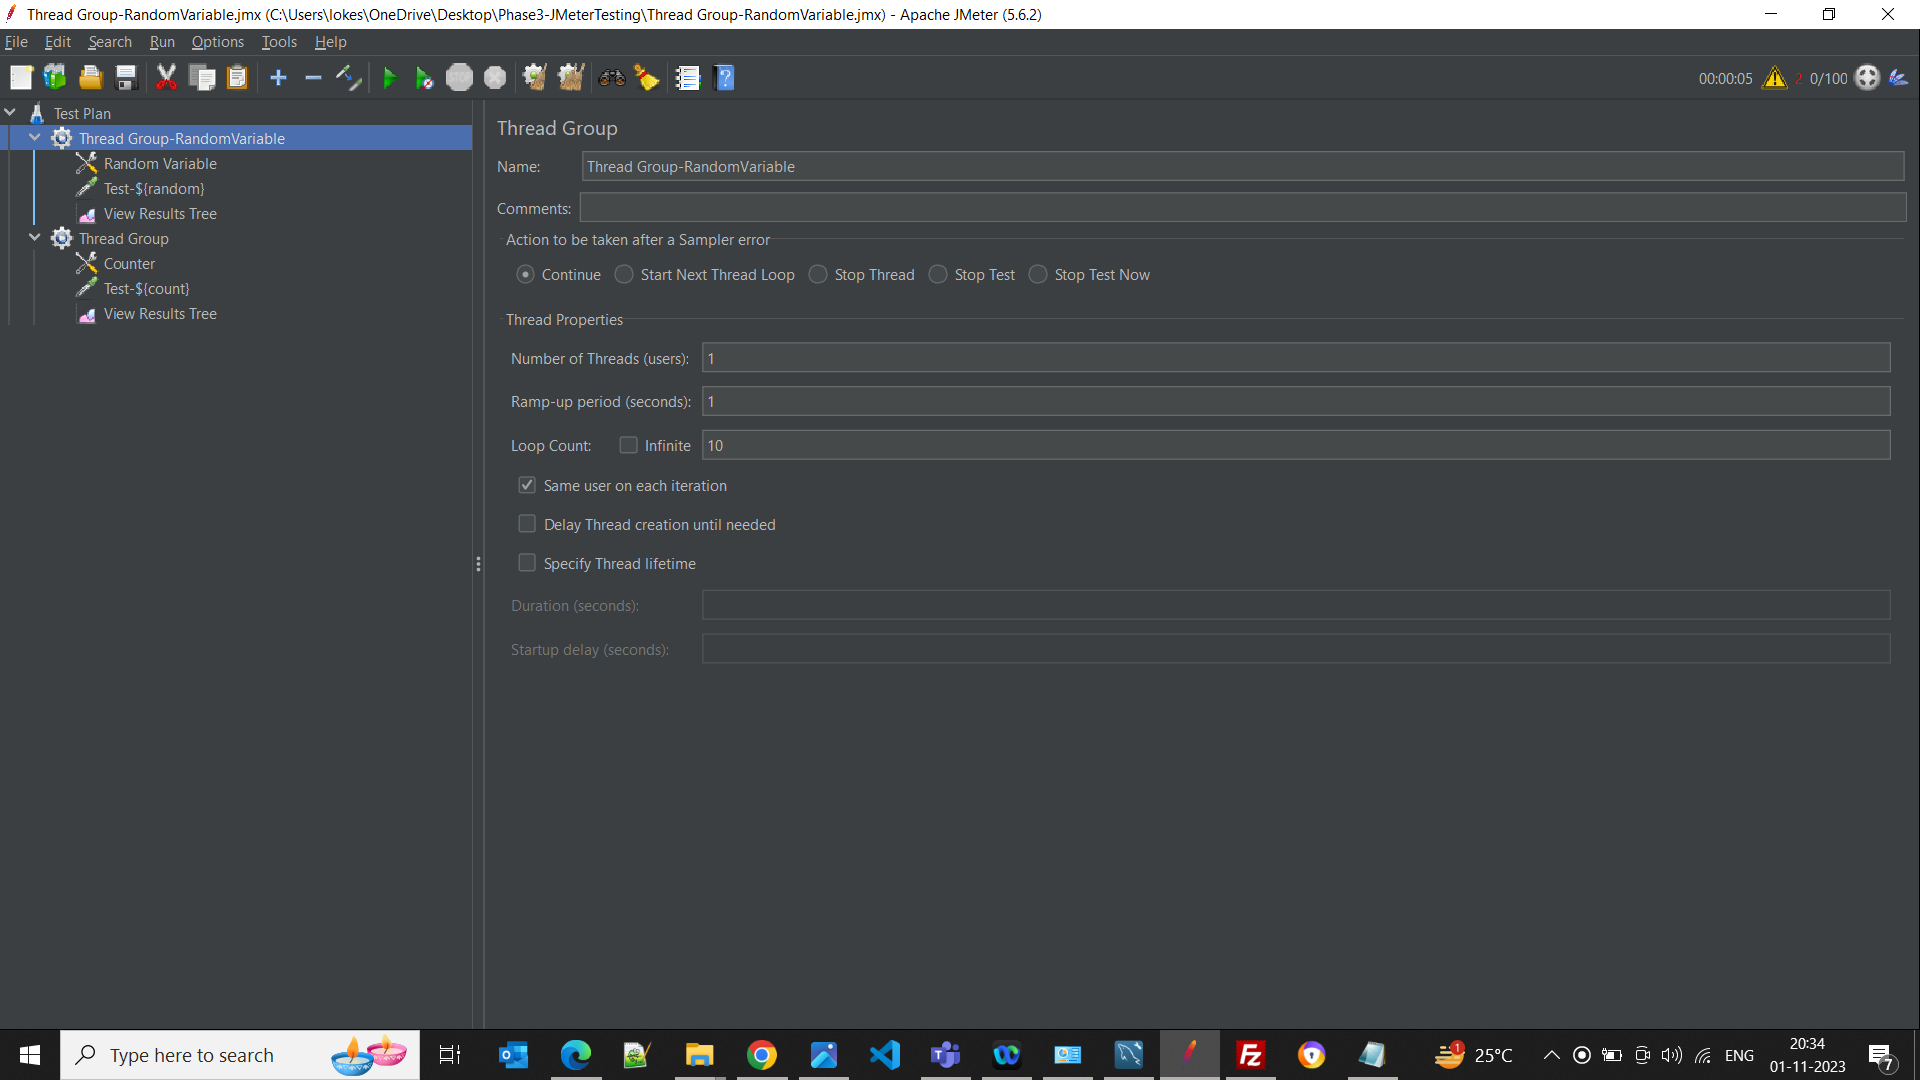 Thread Group-RandomVariable.jmx (C:\Users\lokes\OneDrive\Desktop\Phase3-JMeterTesting\Thread Group-RandomVariable.jmx) - Apache JMeter (5.6.2)
File Edit Search Run Options Tools Help
STOP 00:00:05 2 0/100
Test Plan
Thread Group-RandomVariable
Random Variable
Test-${random}
View Results Tree
Thread Group
Counter
Test-${count}
View Results Tree
Thread Group
Name: Thread Group-RandomVariable
Comments:
Action to be taken after a Sampler error
Continue Start Next Thread Loop Stop Thread Stop Test Stop Test Now
Thread Properties
Number of Threads (users): 1
Ramp-up period (seconds): 1
Loop Count: Infinite 10
Same user on each iteration
Delay Thread creation until needed
Specify Thread lifetime
Duration (seconds):
Startup delay (seconds):
Type here to search
1 25°C ENG
20:34
01-11-2023
7